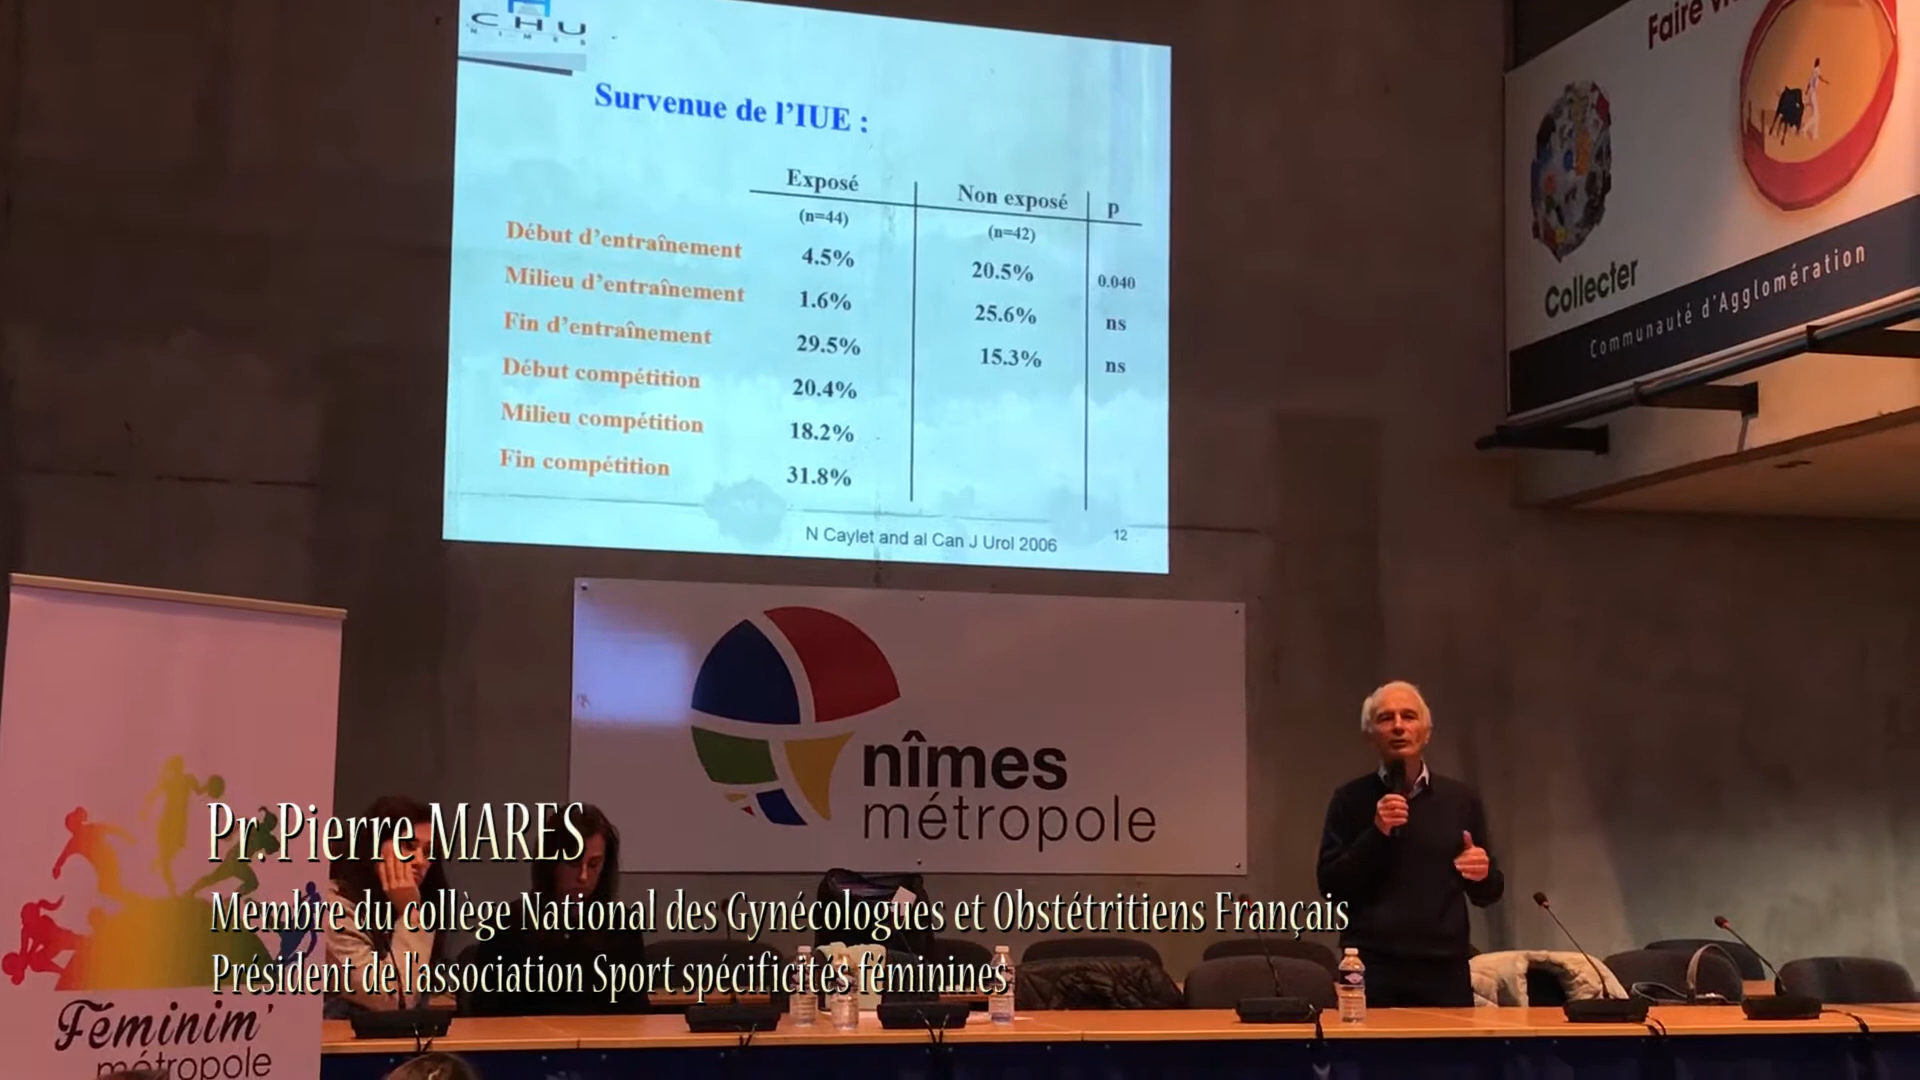 CHU
NIMES
Survenue de l'IUE :
Exposé Non exposé p
(n=44) (n=42)
Début d'entraînement 4.5% 20.5% 0.040
Milieu d'entraînement 1.6% 25.6% ns
Fin d'entraînement 29.5% 15.3% ns
Début compétition 20.4%
Milieu compétition 18.2%
Fin compétition 31.8%
N Caylet and al Can J Urol 2006 12
Faire
Collecter
Communauté d'Agglomération
nîmes
métropole
Pr. Pierre MARES
Membre du collège National des Gynécologues et Obstétritiens Français
Président de l'association Sport spécificités féminines
Féminim'
métropole